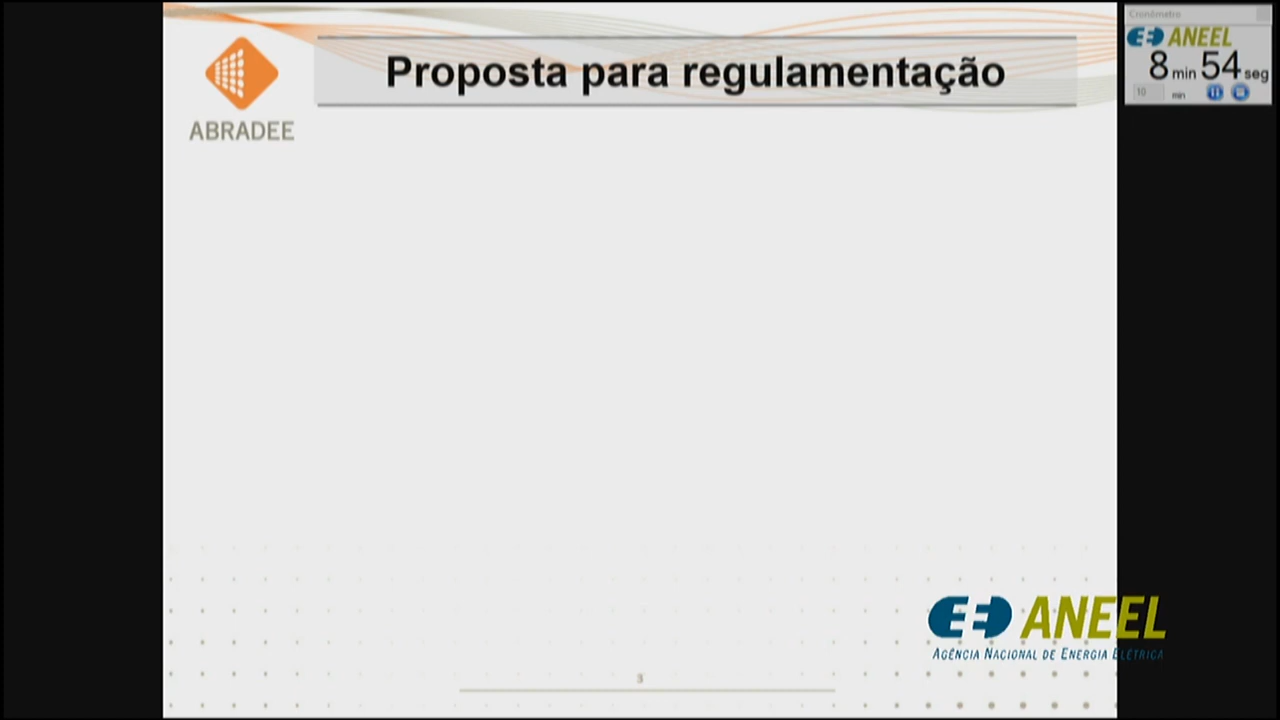 Proposta para regulamentação
ABRADEE
Cronômetro
ANEEL
8 min 54 seg
10 min
ANEEL
AGÊNCIA NACIONAL DE ENERGIA ELÉTRICA
3